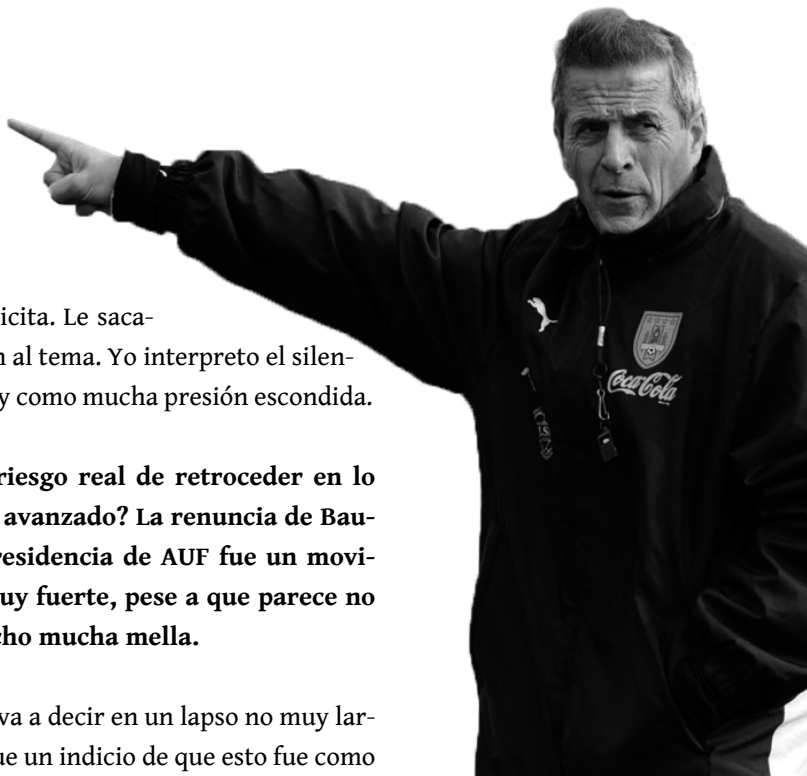 icita. Le saca-
n al tema. Yo interpreto el silen-
y como mucha presión escondida.
riesgo real de retroceder en lo
avanzado? La renuncia de Bau-
residencia de AUF fue un movi-
uy fuerte, pese a que parece no
cho mucha mella.
va a decir en un lapso no muy lar-
ue un indicio de que esto fue como
Coca-Cola